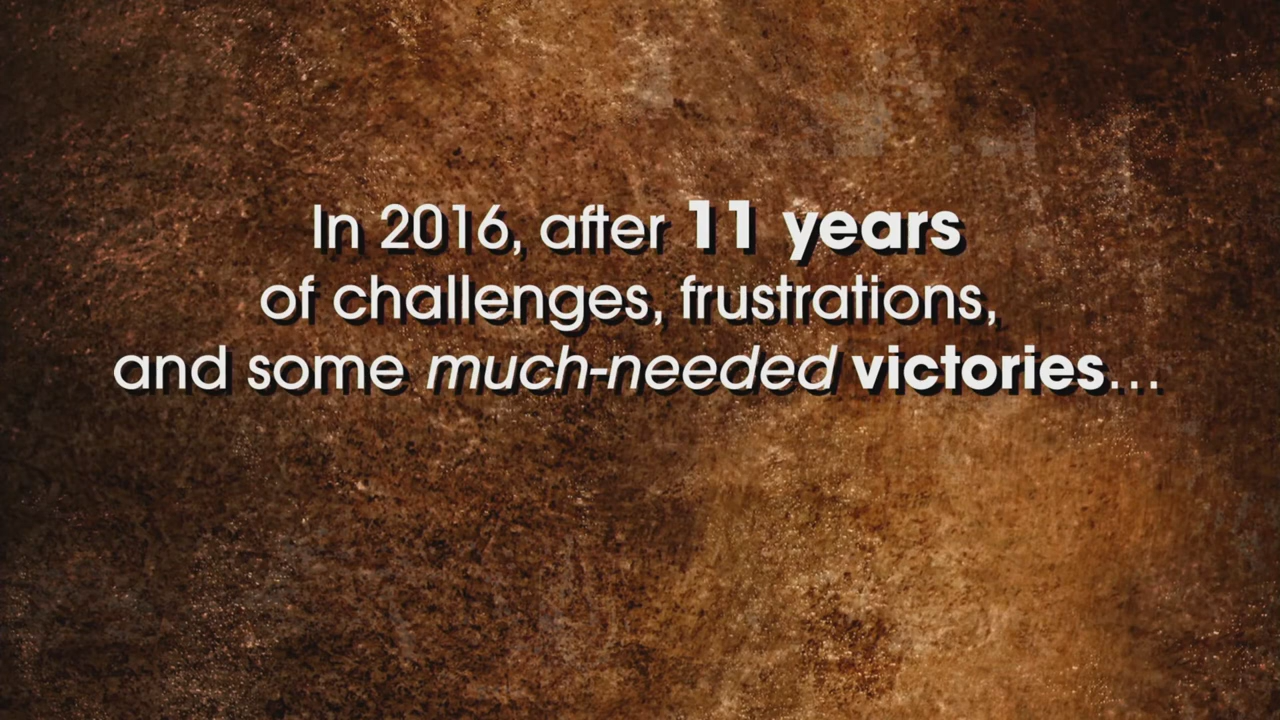 In 2016, after 11 years
of challenges, frustrations,
and some much-needed victories...